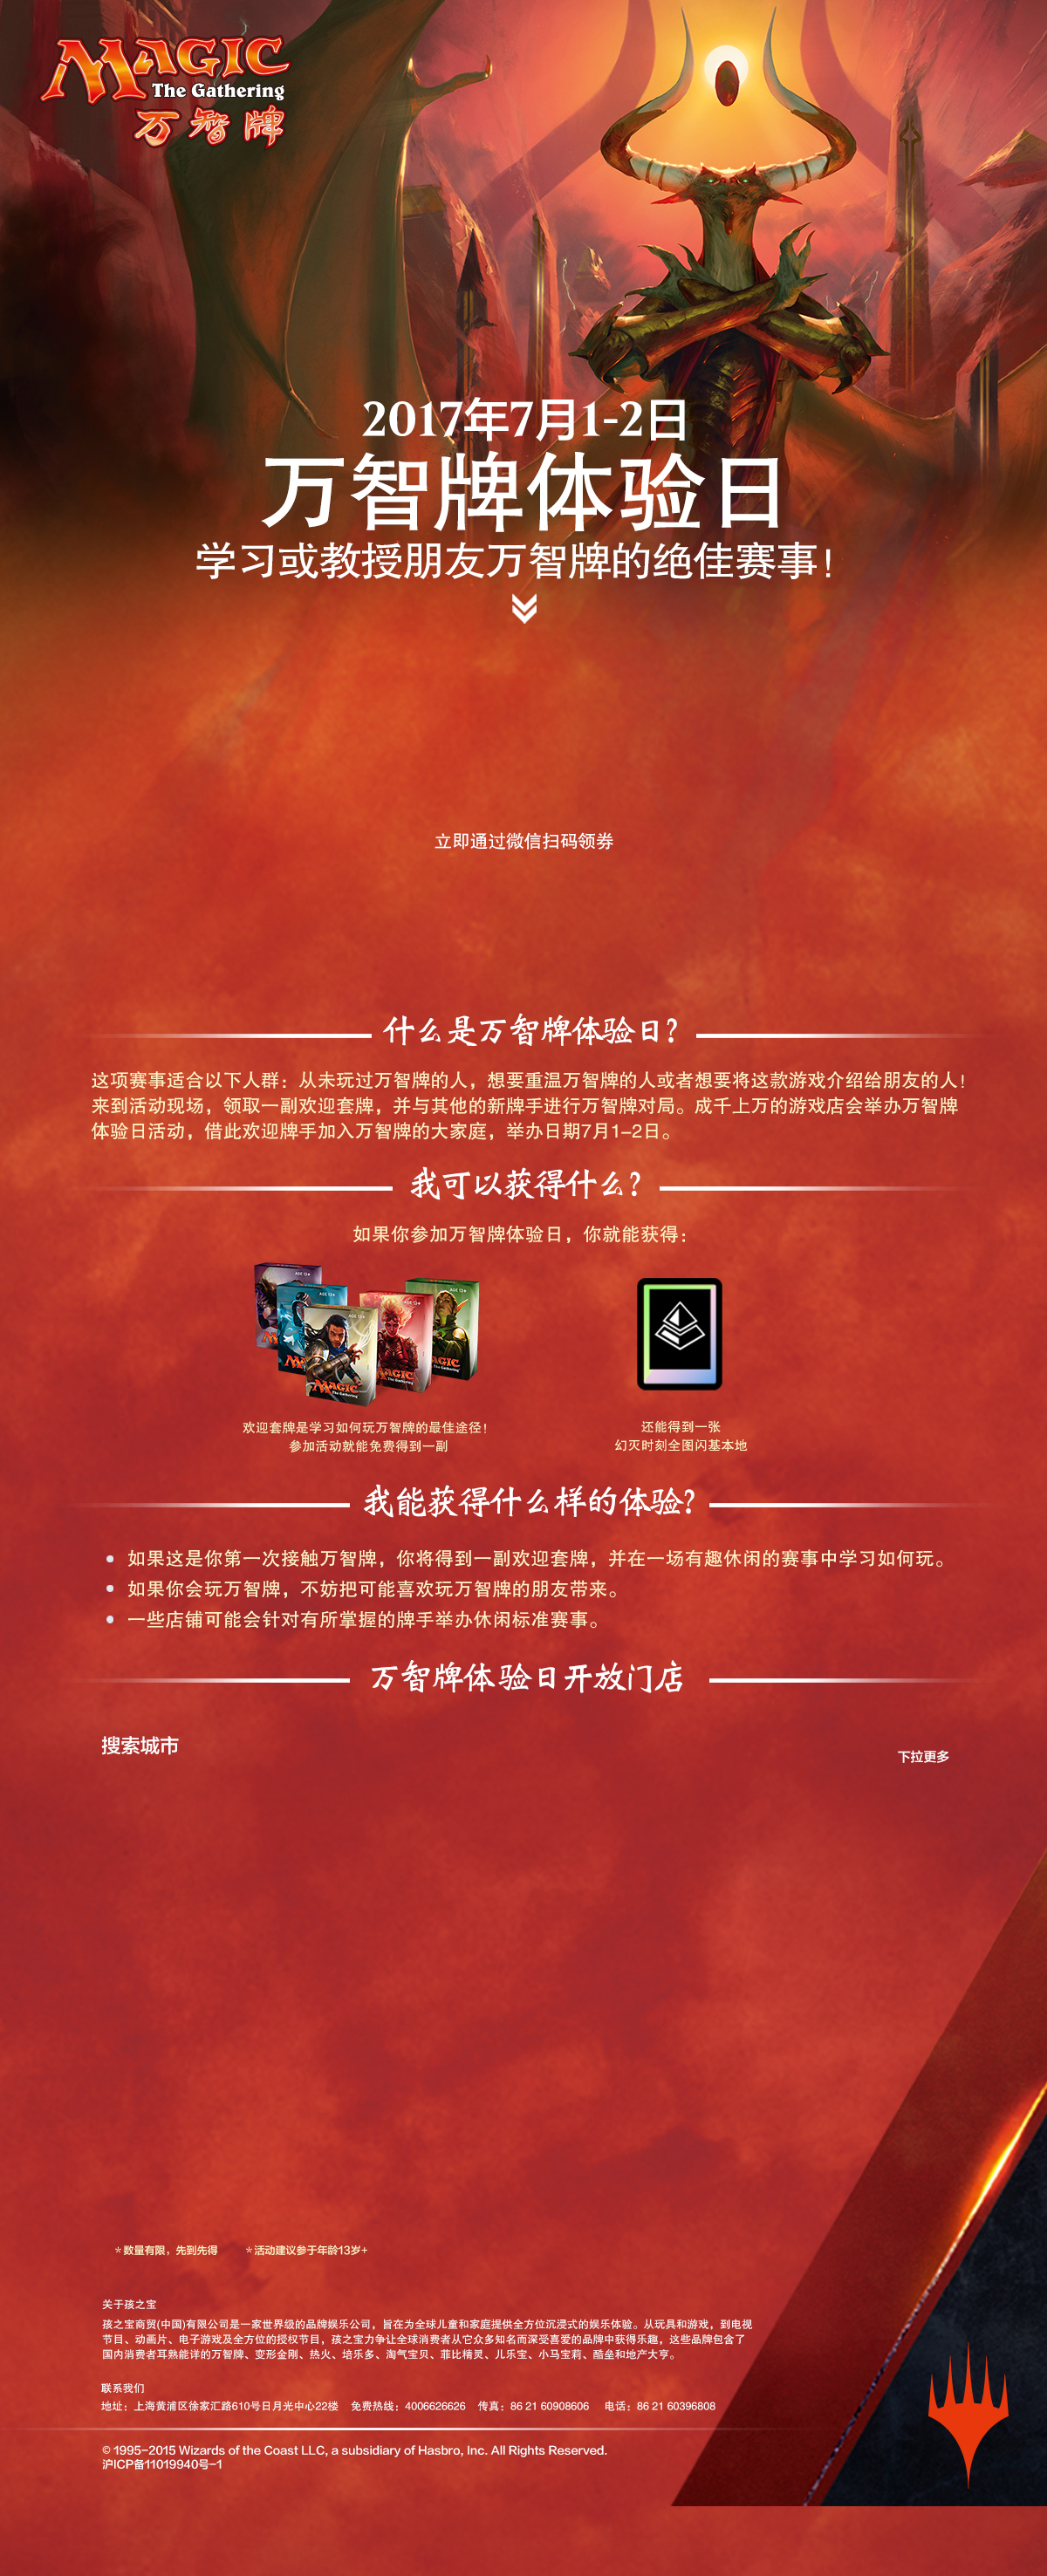 MAGIC
The Gathering
万智牌
2017年7月1-2日
万智牌体验日
学习或教授朋友万智牌的绝佳赛事！
立即通过微信扫码领券
什么是万智牌体验日？
这项赛事适合以下人群：从未玩过万智牌的人，想要重温万智牌的人或者想要将这款游戏介绍给朋友的人！
来到活动现场，领取一副欢迎套牌，并与其他的新牌手进行万智牌对局。成千上万的游戏店会举办万智牌
体验日活动，借此欢迎牌手加入万智牌的大家庭，举办日期7月1-2日。
我可以获得什么？
如果你参加万智牌体验日，你就能获得：
AGE 13+
AGE 13+
AGE 13+
AGE 13+
AGE 13+
MAGIC
The Gathering
MAGIC
The Gathering
欢迎套牌是学习如何玩万智牌的最佳途径！
参加活动就能免费得到一副
还能得到一张
幻灭时刻全图闪基本地
我能获得什么样的体验？
• 如果这是你第一次接触万智牌，你将得到一副欢迎套牌，并在一场有趣休闲的赛事中学习如何玩。
• 如果你会玩万智牌，不妨把可能喜欢玩万智牌的朋友带来。
• 一些店铺可能会针对有所掌握的牌手举办休闲标准赛事。
万智牌体验日开放门店
搜索城市
下拉更多
*数量有限，先到先得 *活动建议参于年龄13岁+
关于孩之宝
孩之宝商贸(中国)有限公司是一家世界级的品牌娱乐公司，旨在为全球儿童和家庭提供全方位沉浸式的娱乐体验。从玩具和游戏，到电视
节目、动画片、电子游戏及全方位的授权节目，孩之宝力争让全球消费者从它众多知名而深受喜爱的品牌中获得乐趣，这些品牌包含了
国内消费者耳熟能详的万智牌、变形金刚、热火、培乐多、淘气宝贝、菲比精灵、儿乐宝、小马宝莉、酷垒和地产大亨。
联系我们
地址：上海黄浦区徐家汇路610号日月光中心22楼 免费热线：4006626626 传真：86 21 60908606 电话：86 21 60396808
© 1995-2015 Wizards of the Coast LLC, a subsidiary of Hasbro, Inc. All Rights Reserved.
沪ICP备11019940号-1